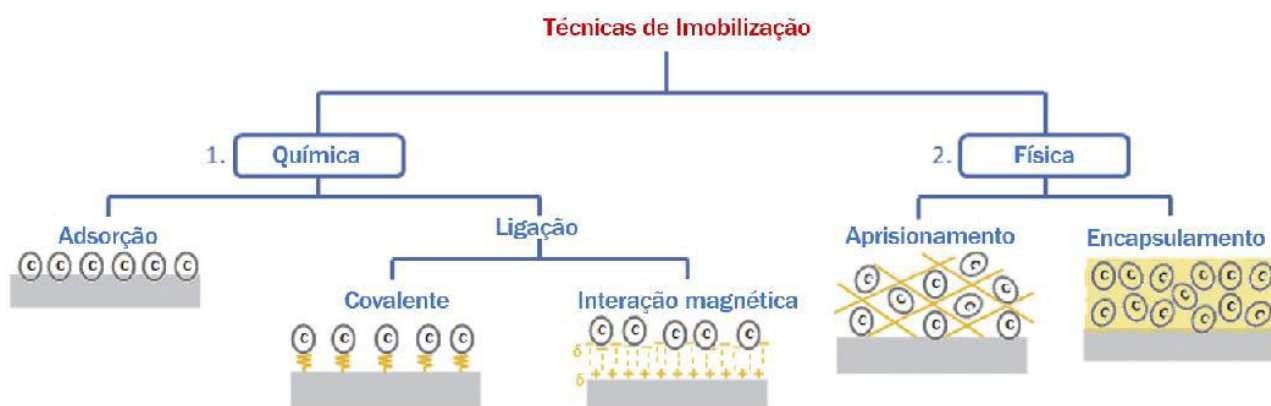 Técnicas de Imobilização
1. Química
2. Física
Adsorção
Ligação
Aprisionamento
Encapsulamento
Covalente
Interação magnética
C C C C C C
C C C C C
C C C C C
δ - - - - - - - - -
δ + + + + + + + + + +
C C C C C C C C
C C C C C C C C C C C C C